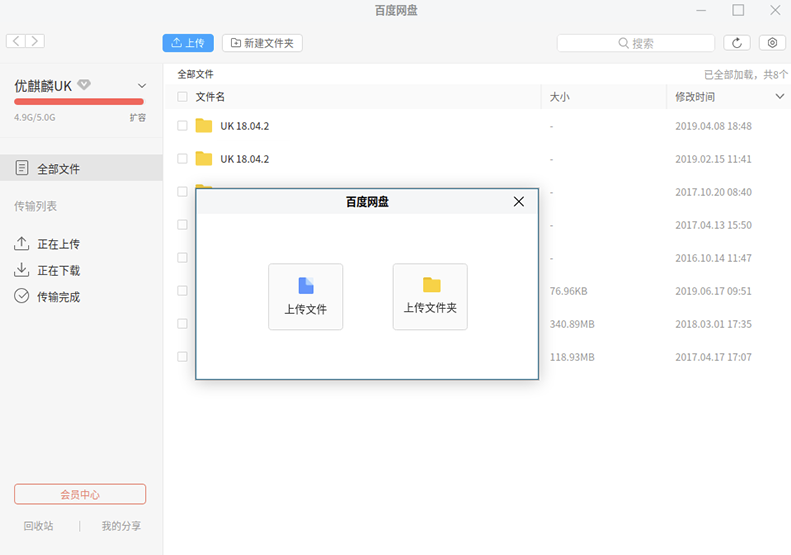 百度网盘
上传
新建文件夹
搜索
优麒麟UK
4.9G/5.0G
扩容
全部文件
传输列表
正在上传
正在下载
传输完成
会员中心
回收站
我的分享
全部文件
已全部加载，共8个
文件名
大小
修改时间
UK 18.04.2
-
2019.04.08 18:48
UK 18.04.2
-
2019.02.15 11:41
-
2017.10.20 08:40
-
2017.04.13 15:50
-
2016.10.14 11:47
76.96KB
2019.06.17 09:51
340.89MB
2018.03.01 17:35
118.93MB
2017.04.17 17:07
百度网盘
上传文件
上传文件夹